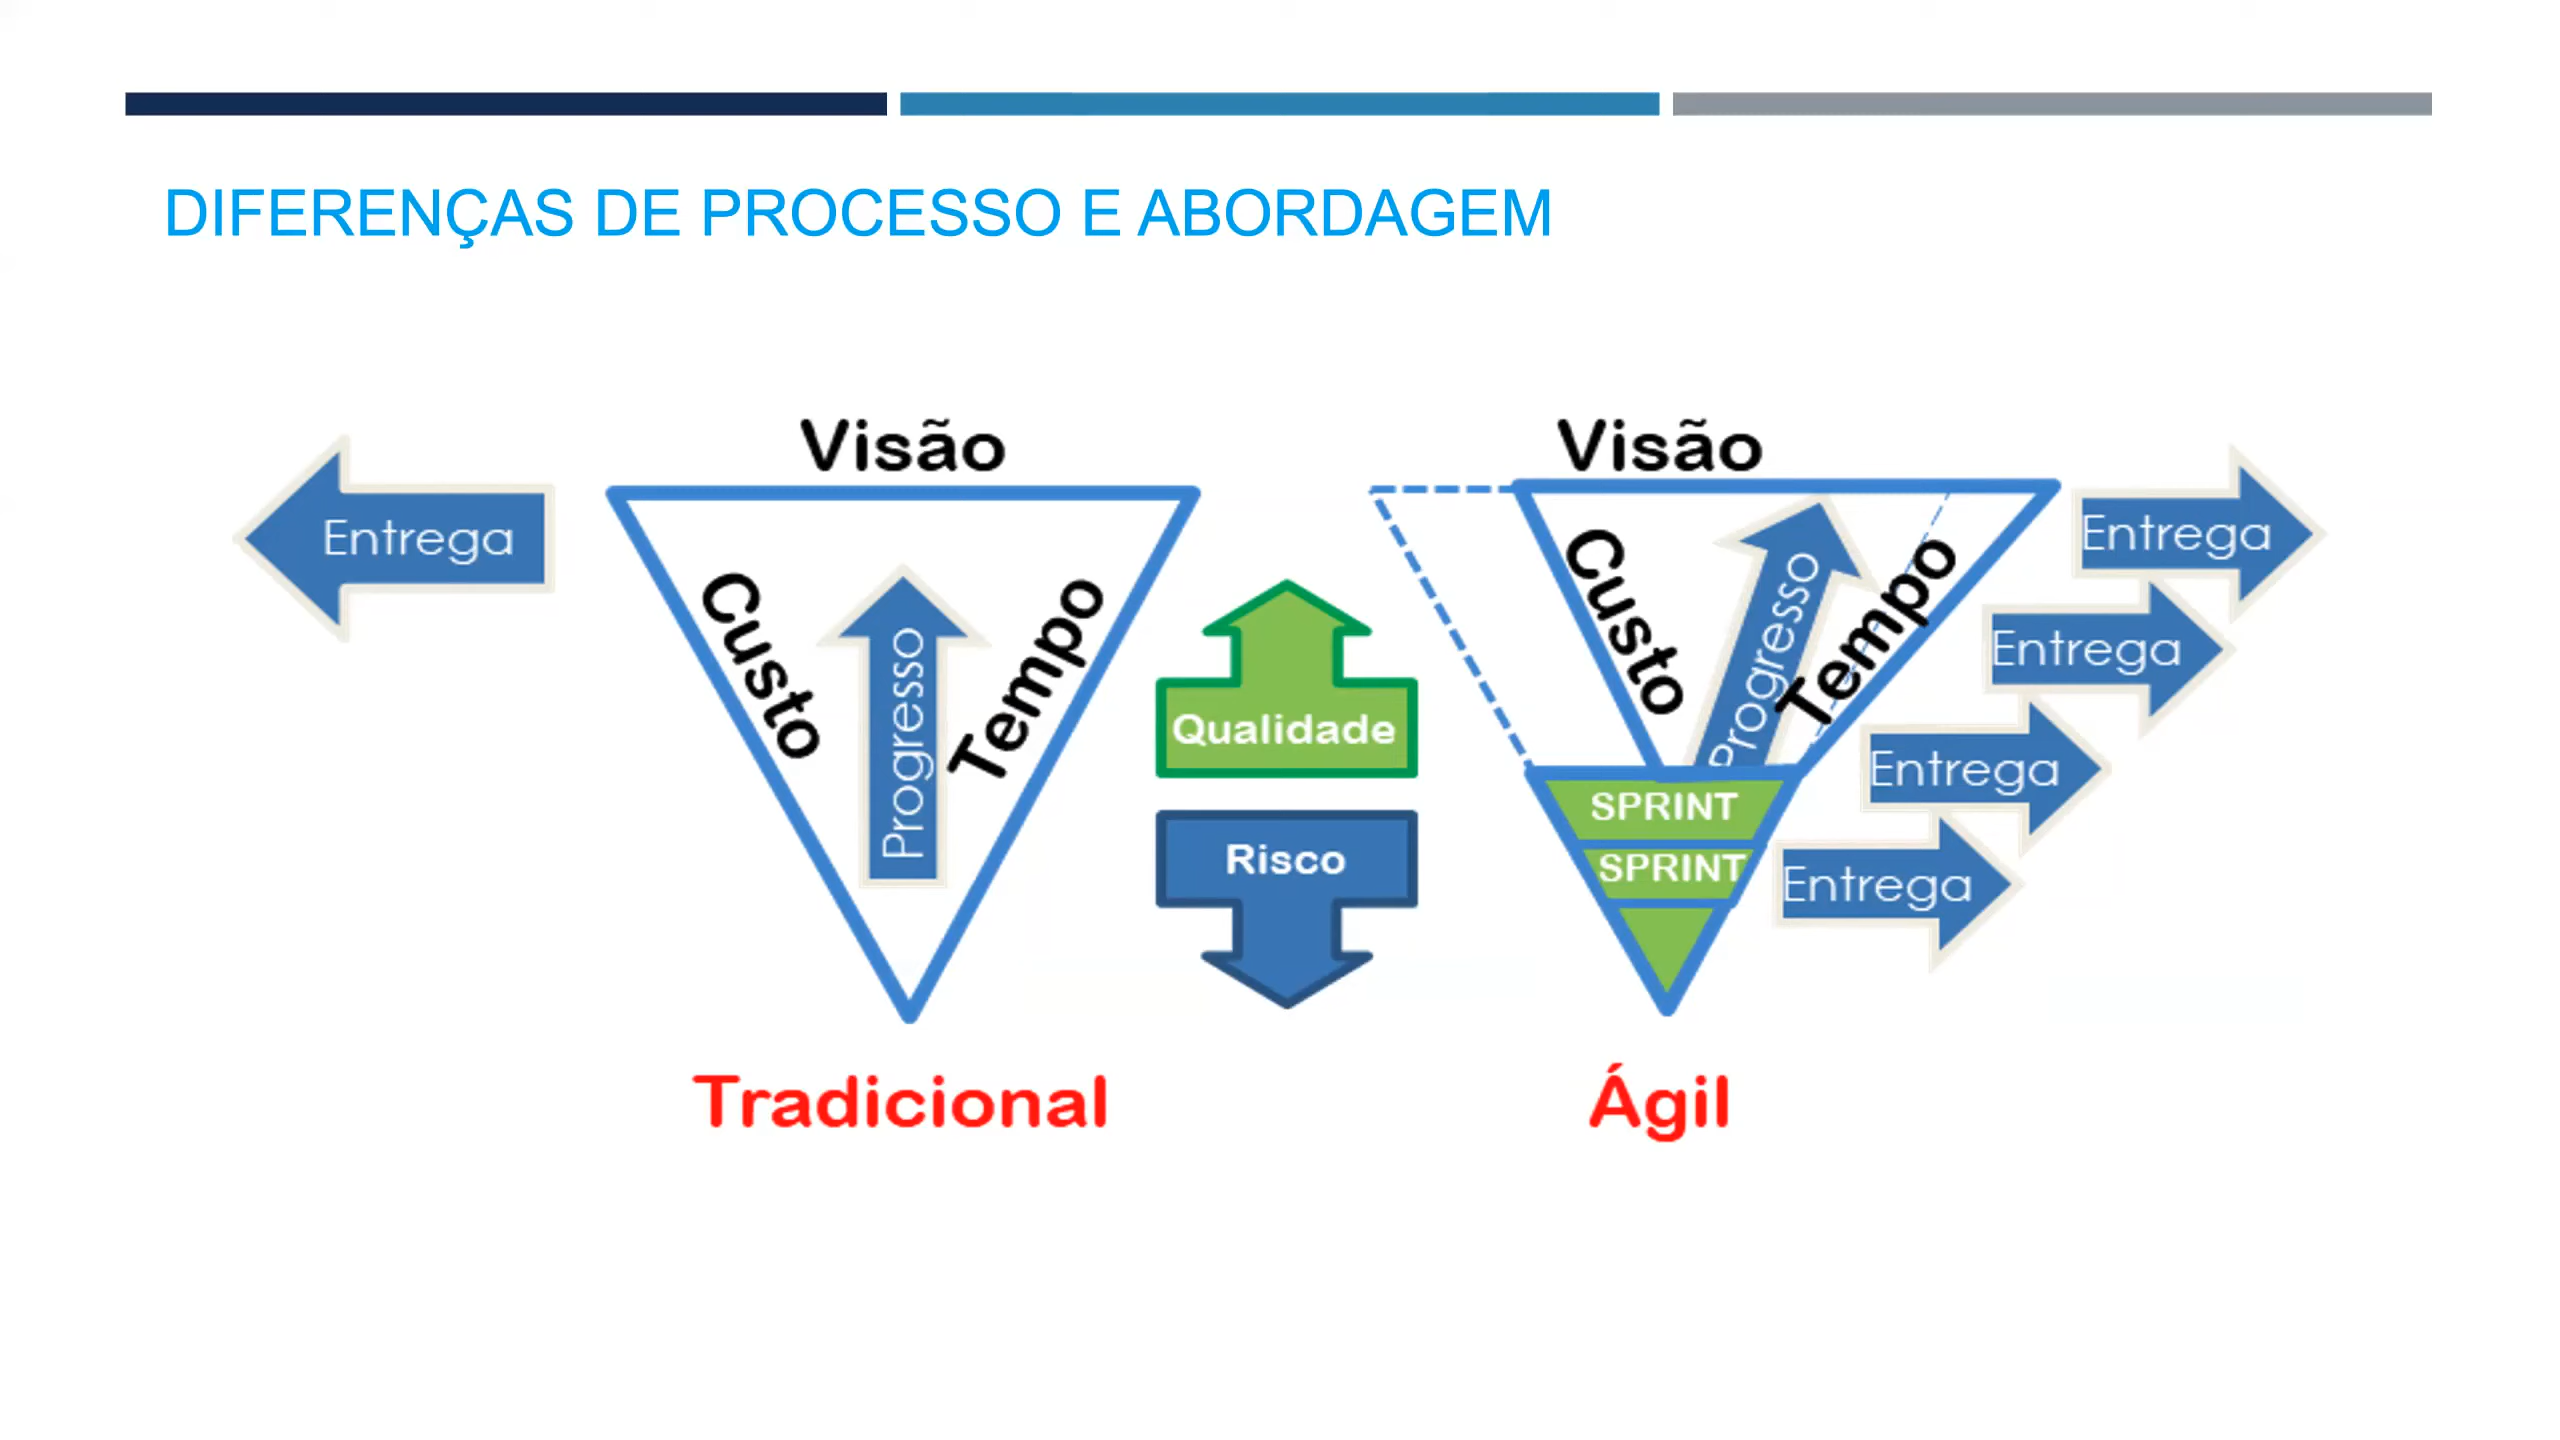 DIFERENÇAS DE PROCESSO E ABORDAGEM
Entrega
Visão
Custo
Progresso
Tempo
Tradicional
Qualidade
Risco
Visão
Custo
Progresso
Tempo
SPRINT
SPRINT
Ágil
Entrega
Entrega
Entrega
Entrega